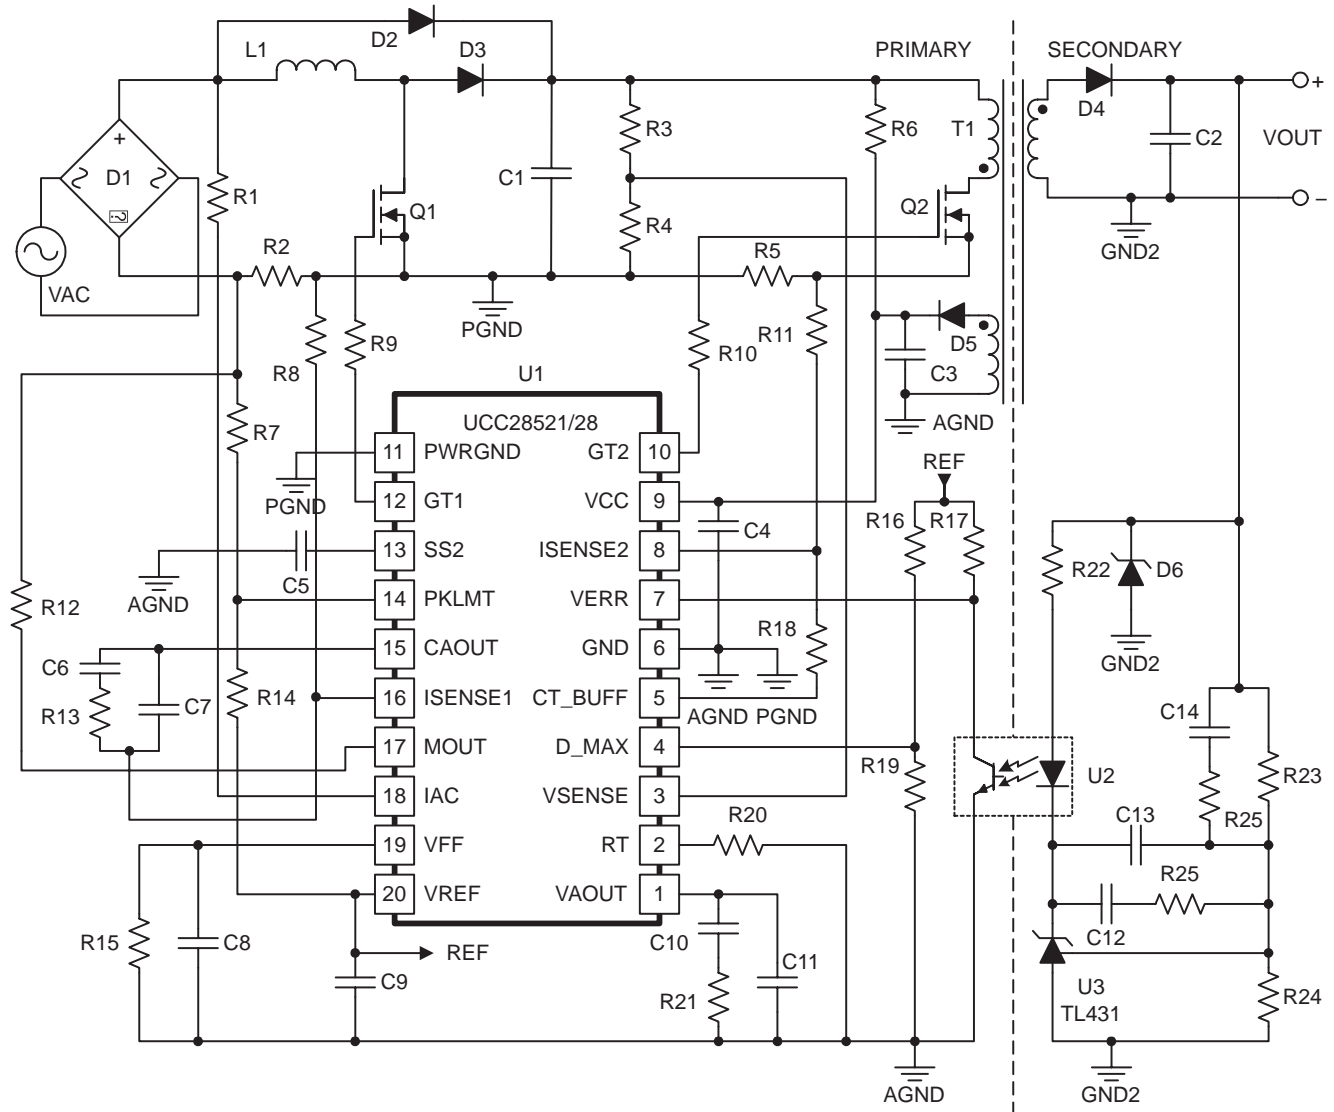 D2
L1
D3
PRIMARY
SECONDARY
+
D4
R3
R6
T1
C2
VOUT
+
D1
R1
C1
Q1
R4
Q2
–
GND2
R2
R5
VAC
PGND
R8
R9
R10
R11
D5
C3
U1
AGND
R7
UCC28521/28
11 PWRGND
GT2 10
REF
PGND
12 GT1
VCC 9
R16
R17
C4
13 SS2
ISENSE2 8
C5
AGND
R22
D6
R12
14 PKLMT
VERR 7
R18
C6
15 CAOUT
GND 6
GND2
R13
C7
R14
16 ISENSE1
CT_BUFF 5
AGND
PGND
C14
17 MOUT
D_MAX 4
R19
U2
R23
18 IAC
VSENSE 3
R20
C13
R25
19 VFF
RT 2
20 VREF
VAOUT 1
R25
R15
C8
REF
C10
C12
C9
C11
R21
U3
TL431
R24
AGND
GND2